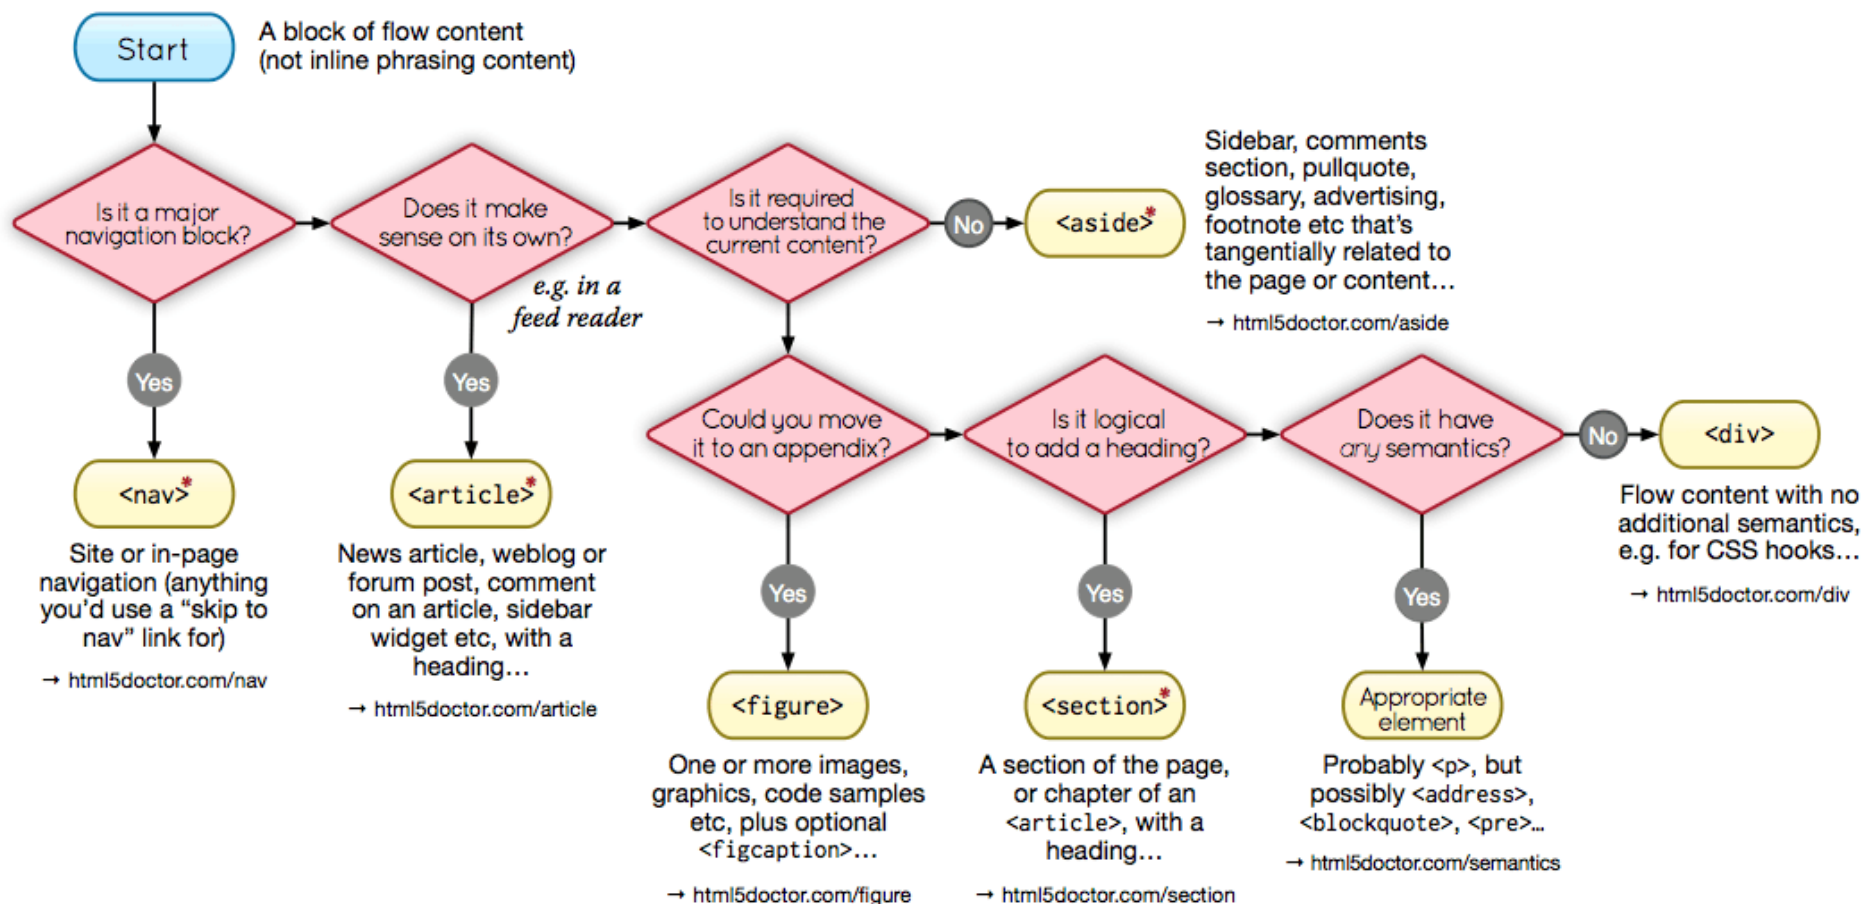 Start
A block of flow content
(not inline phrasing content)
Is it a major
navigation block?
Does it make
sense on its own?
e.g. in a
feed reader
Is it required
to understand the
current content?
No
<aside>*
Sidebar, comments
section, pullquote,
glossary, advertising,
footnote etc that’s
tangentially related to
the page or content…
→ html5doctor.com/aside
Yes
<nav>*
Site or in-page
navigation (anything
you’d use a “skip to
nav” link for)
→ html5doctor.com/nav
Yes
<article>*
News article, weblog or
forum post, comment
on an article, sidebar
widget etc, with a
heading…
→ html5doctor.com/article
Could you move
it to an appendix?
Is it logical
to add a heading?
Does it have
any semantics?
No
<div>
Flow content with no
additional semantics,
e.g. for CSS hooks…
→ html5doctor.com/div
Yes
<figure>
One or more images,
graphics, code samples
etc, plus optional
<figcaption>…
→ html5doctor.com/figure
Yes
<section>*
A section of the page,
or chapter of an
<article>, with a
heading…
→ html5doctor.com/section
Yes
Appropriate
element
Probably <p>, but
possibly <address>,
<blockquote>, <pre>…
→ html5doctor.com/semantics